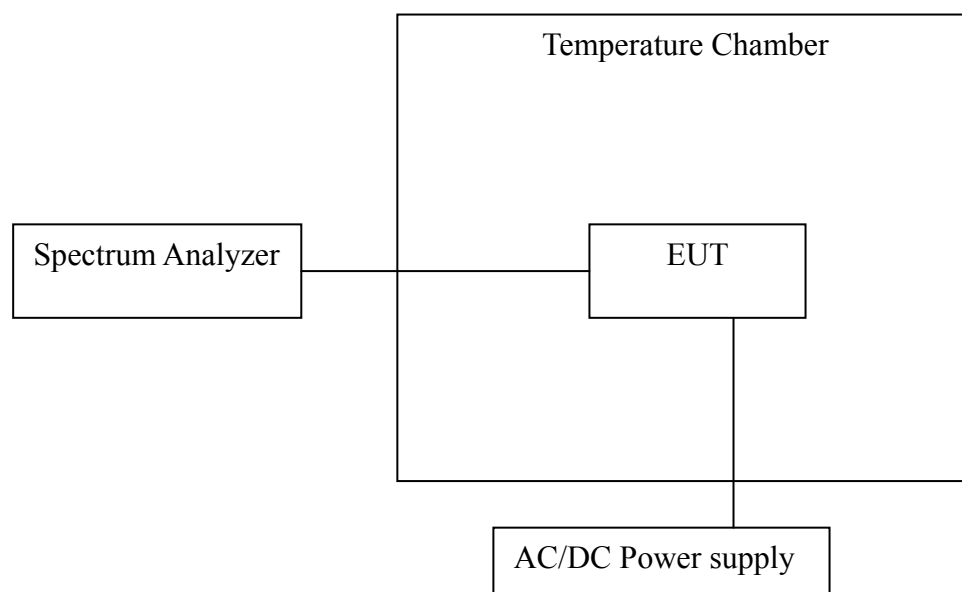 Temperature Chamber
Spectrum Analyzer
EUT
AC/DC Power supply